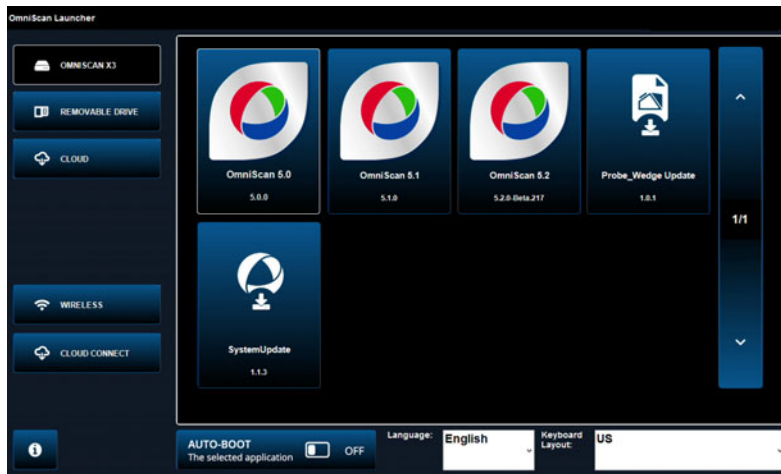 OmniScan Launcher
OMNISCAN X3
REMOVABLE DRIVE
CLOUD
WIRELESS
CLOUD CONNECT
OmniScan 5.0
5.0.0
OmniScan 5.1
5.1.0
OmniScan 5.2
5.2.0-Beta.217
Probe_Wedge Update
1.0.1
SystemUpdate
1.1.3
1/1
AUTO-BOOT
The selected application
OFF
Language:
English
Keyboard
Layout:
US